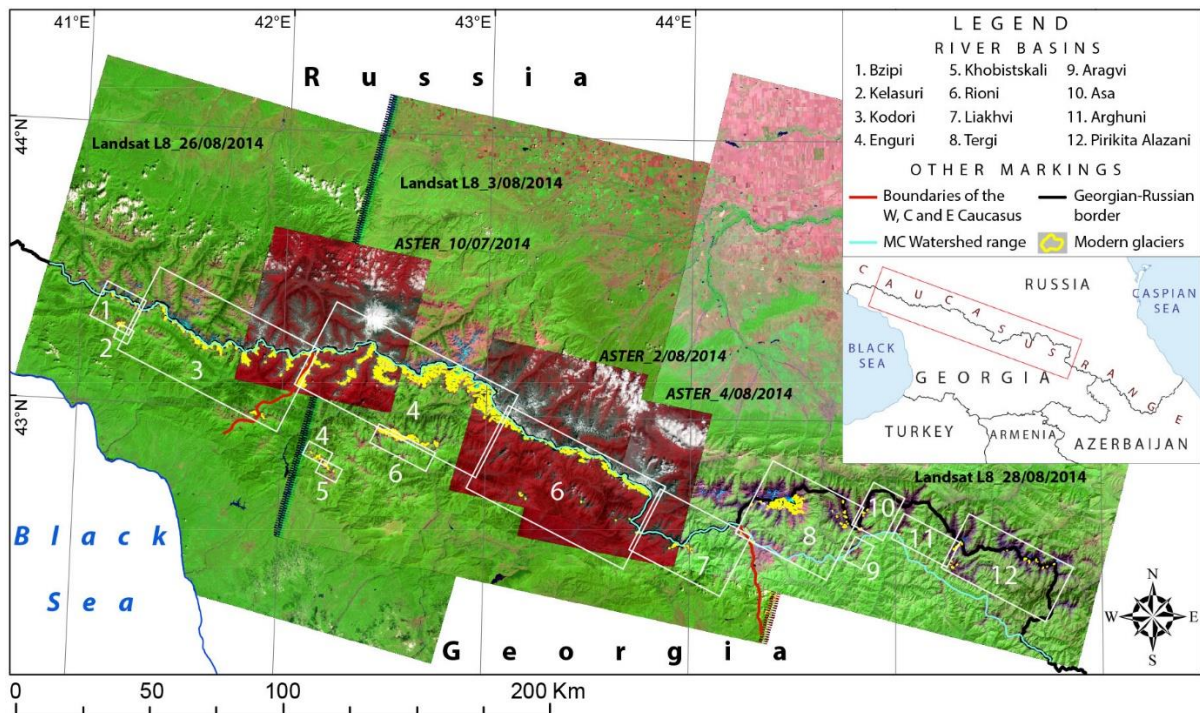 41°E
42°E
43°E
44°E
44°N
43°N
R u s s i a
Landsat L8_26/08/2014
Landsat L8_3/08/2014
ASTER_10/07/2014
ASTER_2/08/2014
ASTER_4/08/2014
Landsat L8_28/08/2014
1
2
3
4
4
5
6
6
7
8
9
10
11
12
Black
Sea
G e o r g i a
LEGEND
RIVER BASINS
1. Bzipi 5. Khobistskali 9. Aragvi
2. Kelasuri 6. Rioni 10. Asa
3. Kodori 7. Liakhvi 11. Arghuni
4. Enguri 8. Tergi 12. Pirikita Alazani
OTHER MARKINGS
Boundaries of the
W, C and E Caucasus
Georgian-Russian
border
MC Watershed range
Modern glaciers
CAUCASUS RANGE
RUSSIA
CASPIAN
SEA
BLACK
SEA
GEORGIA
TURKEY
ARMENIA
AZERBAIJAN
N
W
E
S
0 50 100 200 Km